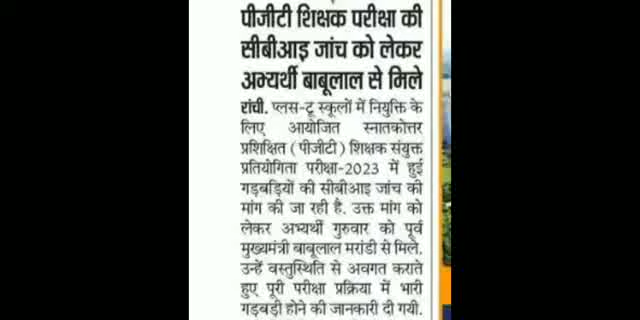 पीजीटी शिक्षक परीक्षा की
सीबीआइ जांच को लेकर
अभ्यर्थी बाबूलाल से मिले
रांची. प्लस-टू स्कूलों में नियुक्ति के
लिए आयोजित स्नातकोत्तर
प्रशिक्षित (पीजीटी) शिक्षक संयुक्त
प्रतियोगिता परीक्षा-2023 में हुई
गड़बड़ियों की सीबीआइ जांच की
मांग की जा रही है. उक्त मांग को
लेकर अभ्यर्थी गुरुवार को पूर्व
मुख्यमंत्री बाबूलाल मरांडी से मिले.
उन्हें वस्तुस्थिति से अवगत कराते
हुए पूरी परीक्षा प्रक्रिया में भारी
गड़बड़ी होने की जानकारी दी गयी.